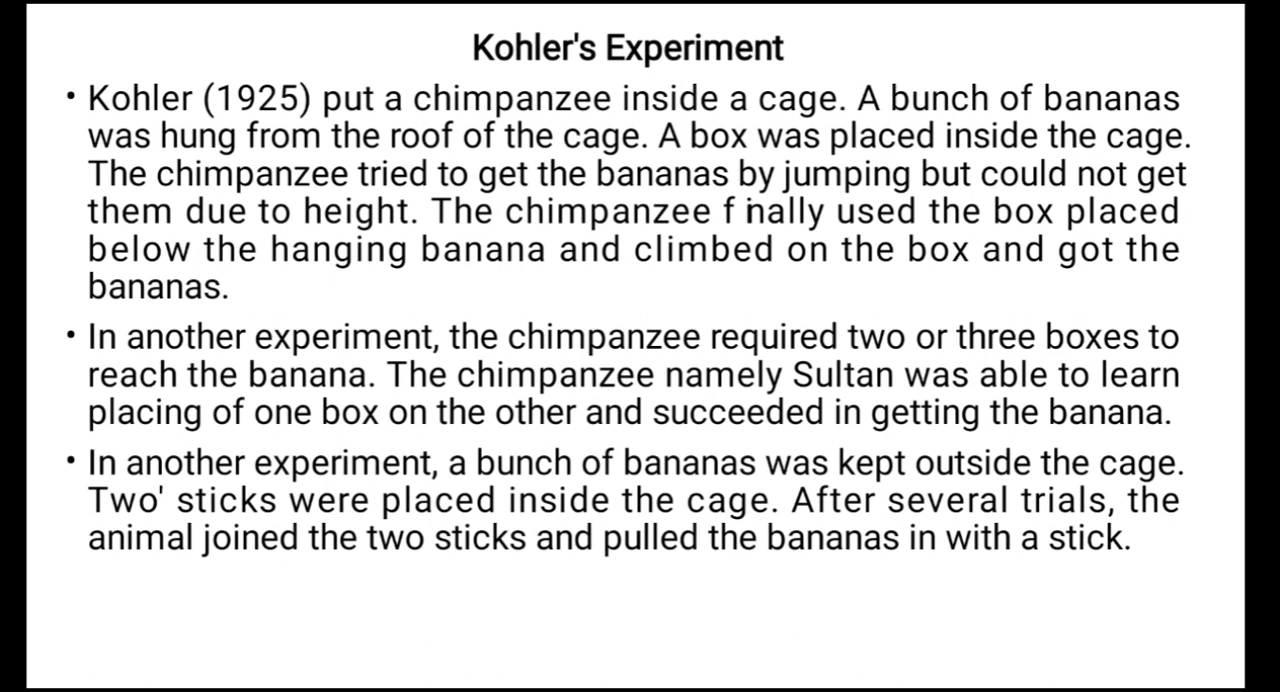 Kohler's Experiment
• Kohler (1925) put a chimpanzee inside a cage. A bunch of bananas
was hung from the roof of the cage. A box was placed inside the cage.
The chimpanzee tried to get the bananas by jumping but could not get
them due to height. The chimpanzee f inally used the box placed
below the hanging banana and climbed on the box and got the
bananas.
• In another experiment, the chimpanzee required two or three boxes to
reach the banana. The chimpanzee namely Sultan was able to learn
placing of one box on the other and succeeded in getting the banana.
• In another experiment, a bunch of bananas was kept outside the cage.
Two' sticks were placed inside the cage. After several trials, the
animal joined the two sticks and pulled the bananas in with a stick.